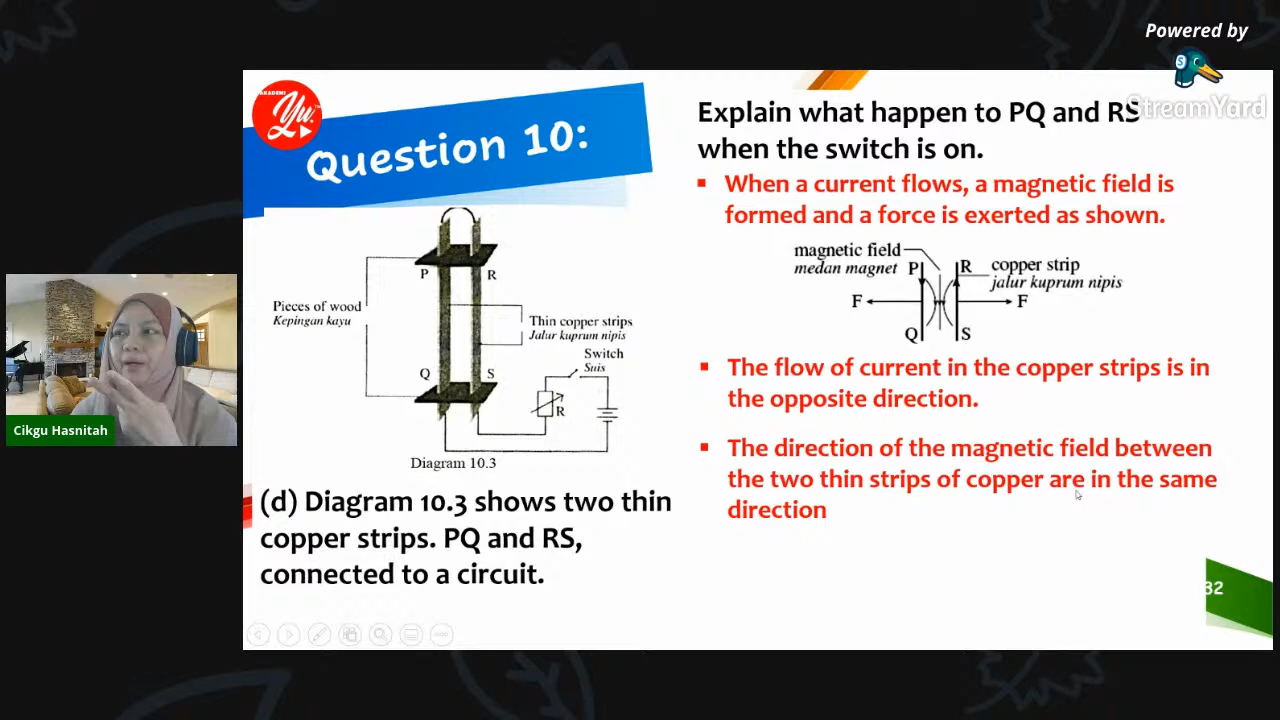 Powered by
StreamYard
AKADEMI
Yu.
Question 10:
Explain what happen to PQ and RS
when the switch is on.
▪ When a current flows, a magnetic field is
formed and a force is exerted as shown.
magnetic field
medan magnet
P
R
copper strip
jalur kuprum nipis
F
F
Q
S
▪ The flow of current in the copper strips is in
the opposite direction.
▪ The direction of the magnetic field between
the two thin strips of copper are in the same
direction
P
R
Pieces of wood
Kepingan kayu
Thin copper strips
Jalur kuprum nipis
Switch
Suis
Q
S
R
Diagram 10.3
(d) Diagram 10.3 shows two thin
copper strips. PQ and RS,
connected to a circuit.
Cikgu Hasnitah
32